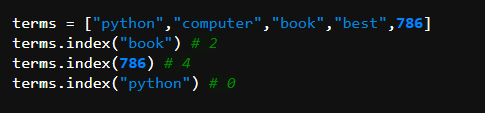 terms = ["python","computer","book","best",786]
terms.index("book") # 2
terms.index(786) # 4
terms.index("python") # 0